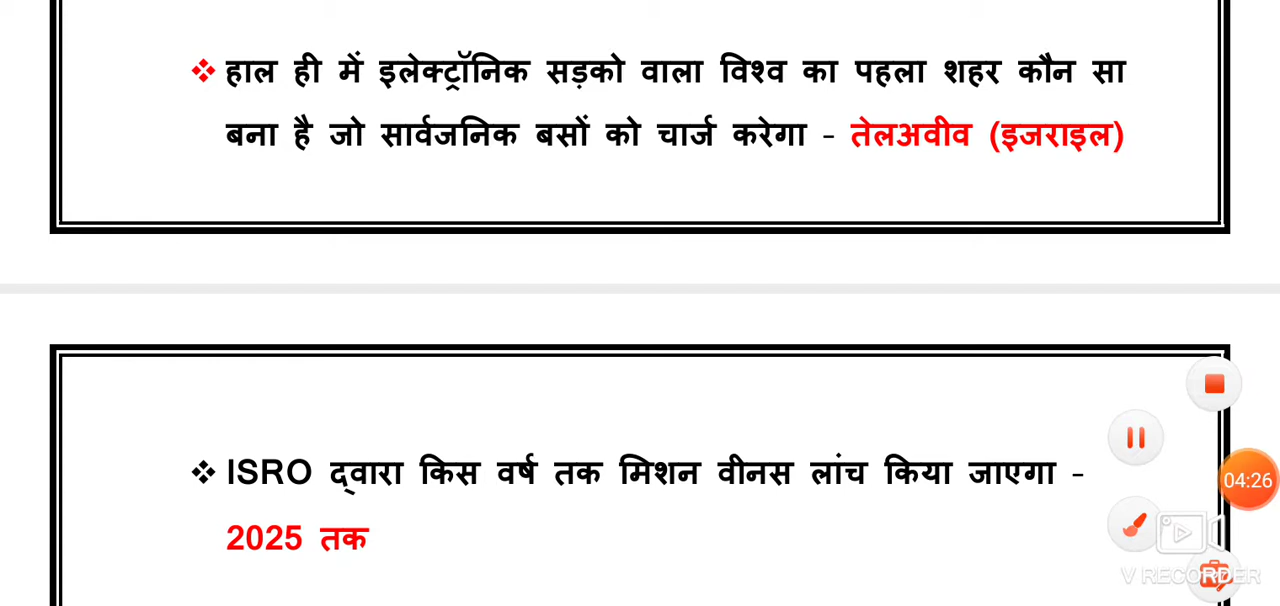 ❖ हाल ही में इलेक्ट्रॉनिक सड़को वाला विश्व का पहला शहर कौन सा
बना है जो सार्वजनिक बसों को चार्ज करेगा - तेलअवीव (इजराइल)
❖ ISRO द्वारा किस वर्ष तक मिशन वीनस लांच किया जाएगा -
2025 तक
04:26
V RECORDER